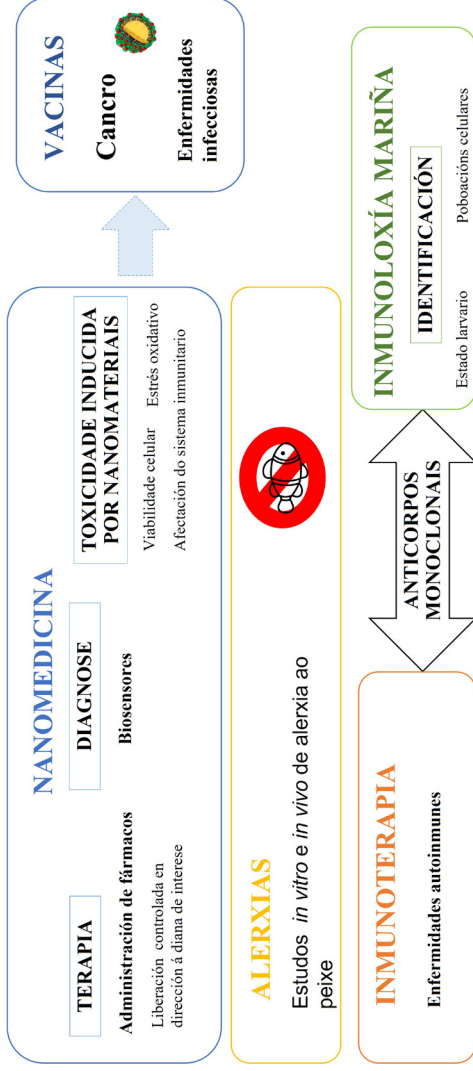 NANOMEDICINA
TERAPIA
Administración de fármacos
Liberación controlada en
dirección á diana de interese
DIAGNOSE
Biosensores
TOXICIDADE INDUCIDA
POR NANOMATERIAIS
Viabilidade celular Estrés oxidativo
Afectación do sistema inmunitario
VACINAS
Cancro
Enfermidades
infecciosas
ALERXIAS
Estudos in vitro e in vivo de alerxia ao
peixe
INMUNOTERAPIA
Enfermidades autoinmunes
ANTICORPOS
MONOCLONAIS
INMUNOLOXÍA MARIÑA
IDENTIFICACIÓN
Estado larvario Poboacións celulares